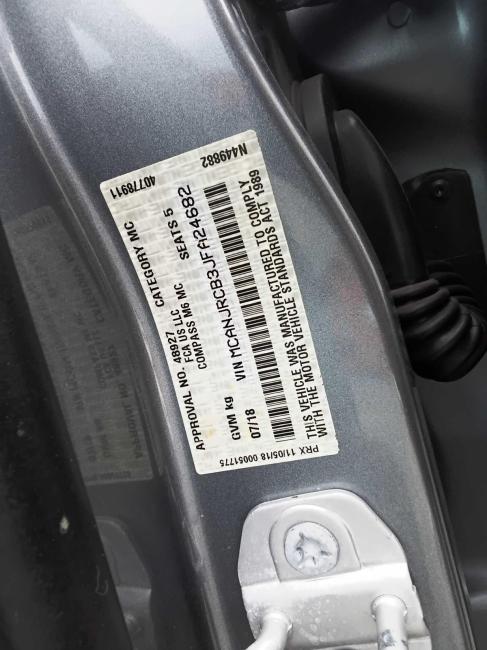 40778911 N449882
APPROVAL NO. 48927 CATEGORY MC
FCA US LLC
COMPASS M6 MC SEATS 5
VIN MCANJRCB3JFA24682
GVM kg
07/18
THIS VEHICLE WAS MANUFACTURED TO COMPLY
WITH THE MOTOR VEHICLE STANDARDS ACT 1989
PRX 11/05/18 00051775